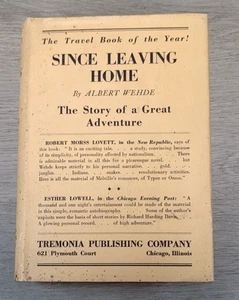 The Travel Book of the Year!
SINCE LEAVING
HOME
By ALBERT WEHDE
The Story of a Great
Adventure
ROBERT MORSS LOVETT, in the New Republic, says
of this book: "It is an exciting tale. . . . a study, convincing because
of its simplicity, of personality affected by nationalism. . . . There
is admirable material in all this for a picaresque novel. . . . but
Wehde keeps strictly to his personal narrative . . . . gold. . . .
jungles. . . . Indians. . . . snakes. . . . revolutionary activities.
Here is all the material of Melville's romances, of Typee or Omoo."
ESTHER LOWELL, in the Chicago Evening Post: "A
thousand and one night's entertainment could be made of the material
in this simple, romantic autobiography. . . . Some of the author's
exploits were the basis of short stories by Richard Harding Davis. . . .
A glowing personal record. . . . of high adventure."
TREMONIA PUBLISHING COMPANY
621 Plymouth Court
Chicago, Illinois